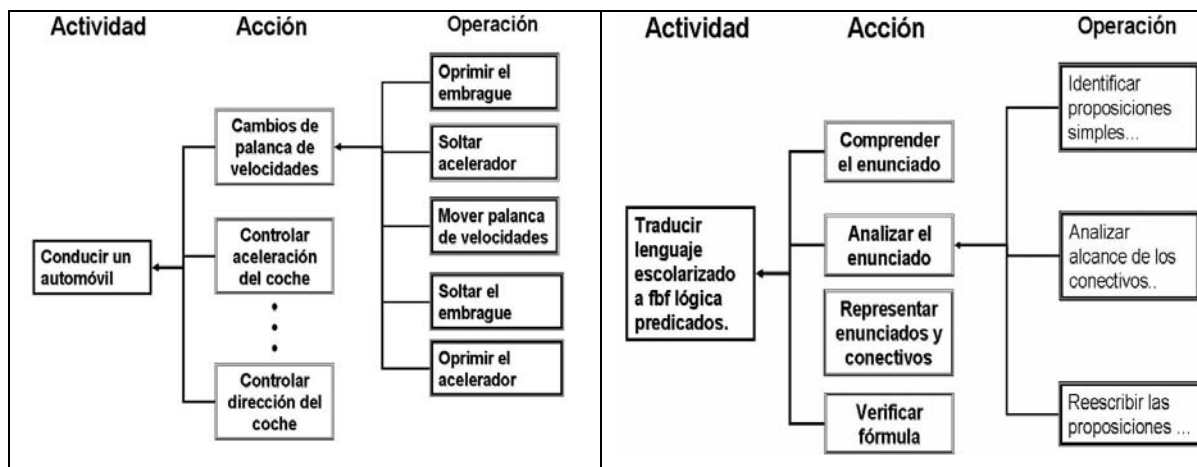 Actividad
Acción
Operación
Conducir un
automóvil
Cambios de
palanca de
velocidades
Controlar
aceleración
del coche
Controlar
dirección del
coche
Oprimir el
embrague
Soltar
acelerador
Mover palanca
de velocidades
Soltar el
embrague
Oprimir el
acelerador
Actividad
Acción
Operación
Traducir
lenguaje
escolarizado
a fbf lógica
predicados.
Comprender
el enunciado
Analizar el
enunciado
Representar
enunciados y
conectivos
Verificar
fórmula
Identificar
proposiciones
simples...
Analizar
alcance de los
conectivos..
Reescribir las
proposiciones ...